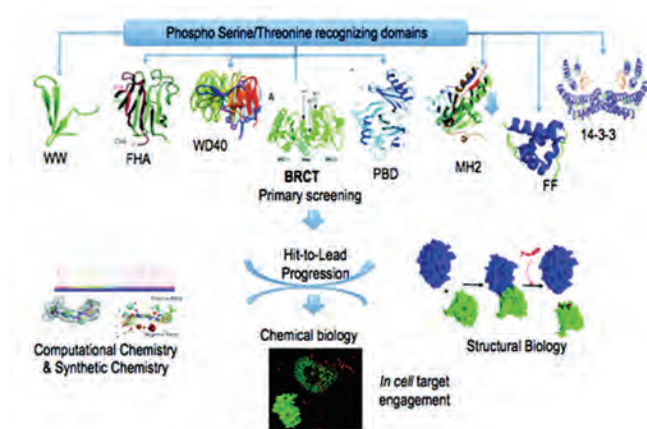 Phospho Serine/Threonine recognizing domains
WW
FHA
WD40
A
BRCT
Primary screening
PBD
MH2
FF
14-3-3
Hit-to-Lead
Progression
Computational Chemistry
& Synthetic Chemistry
Chemical biology
In cell target
engagement
Structural Biology